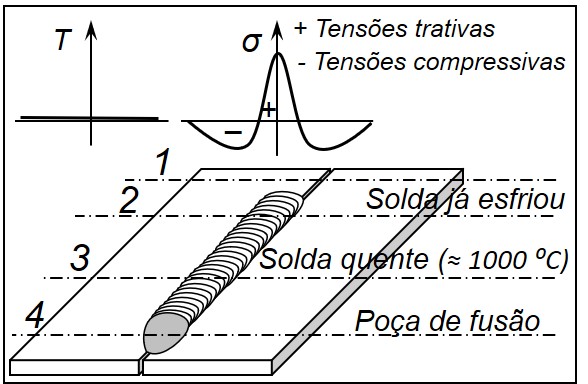 T
σ
+ Tensões trativas
- Tensões compressivas
+
−
1
2
Solda já esfriou
3
Solda quente (≈ 1000 ºC)
4
Poça de fusão